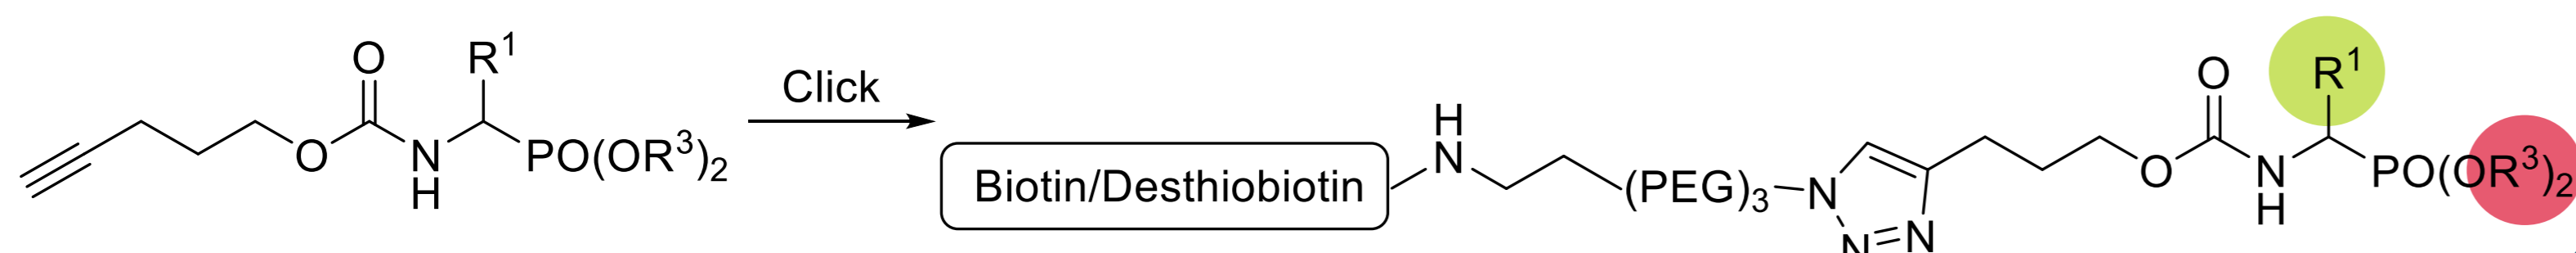 O R¹ O N H PO(OR³)₂
Click
Biotin/Desthiobiotin
H N (PEG)₃ N N N O O N H R¹ PO(OR³)₂